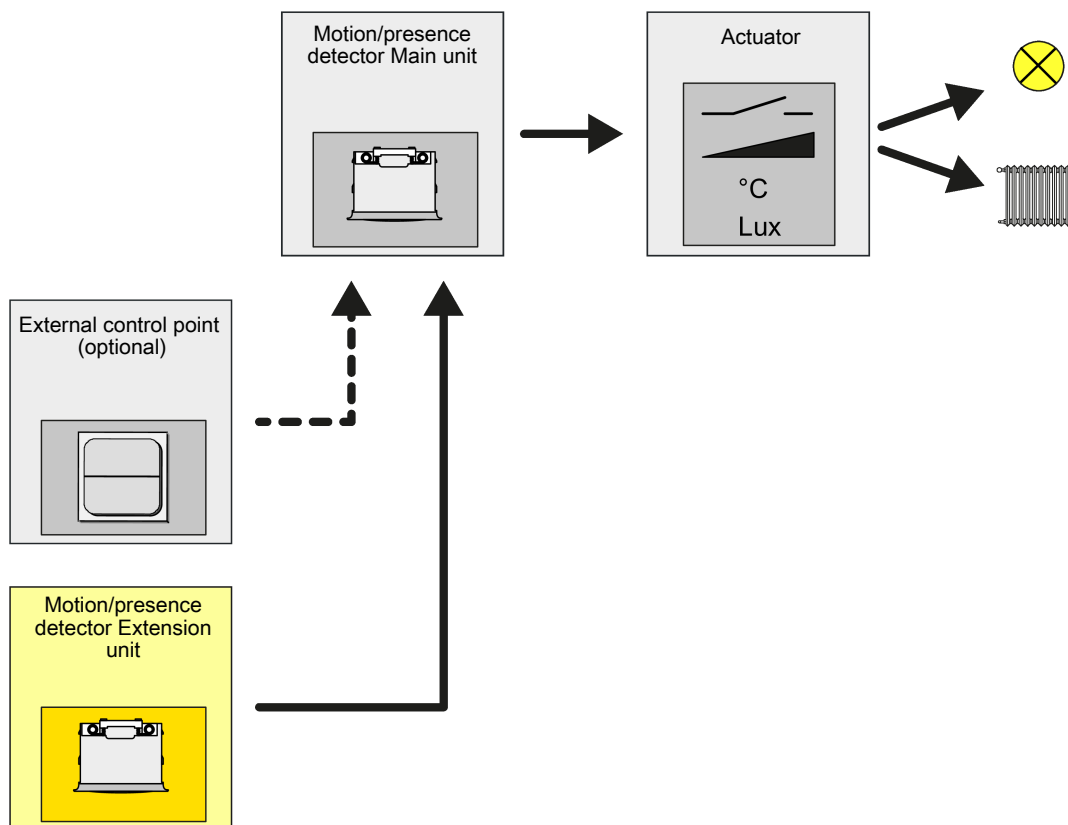 Motion/presence
detector Main unit
Actuator
°C
Lux
External control point
(optional)
Motion/presence
detector Extension
unit